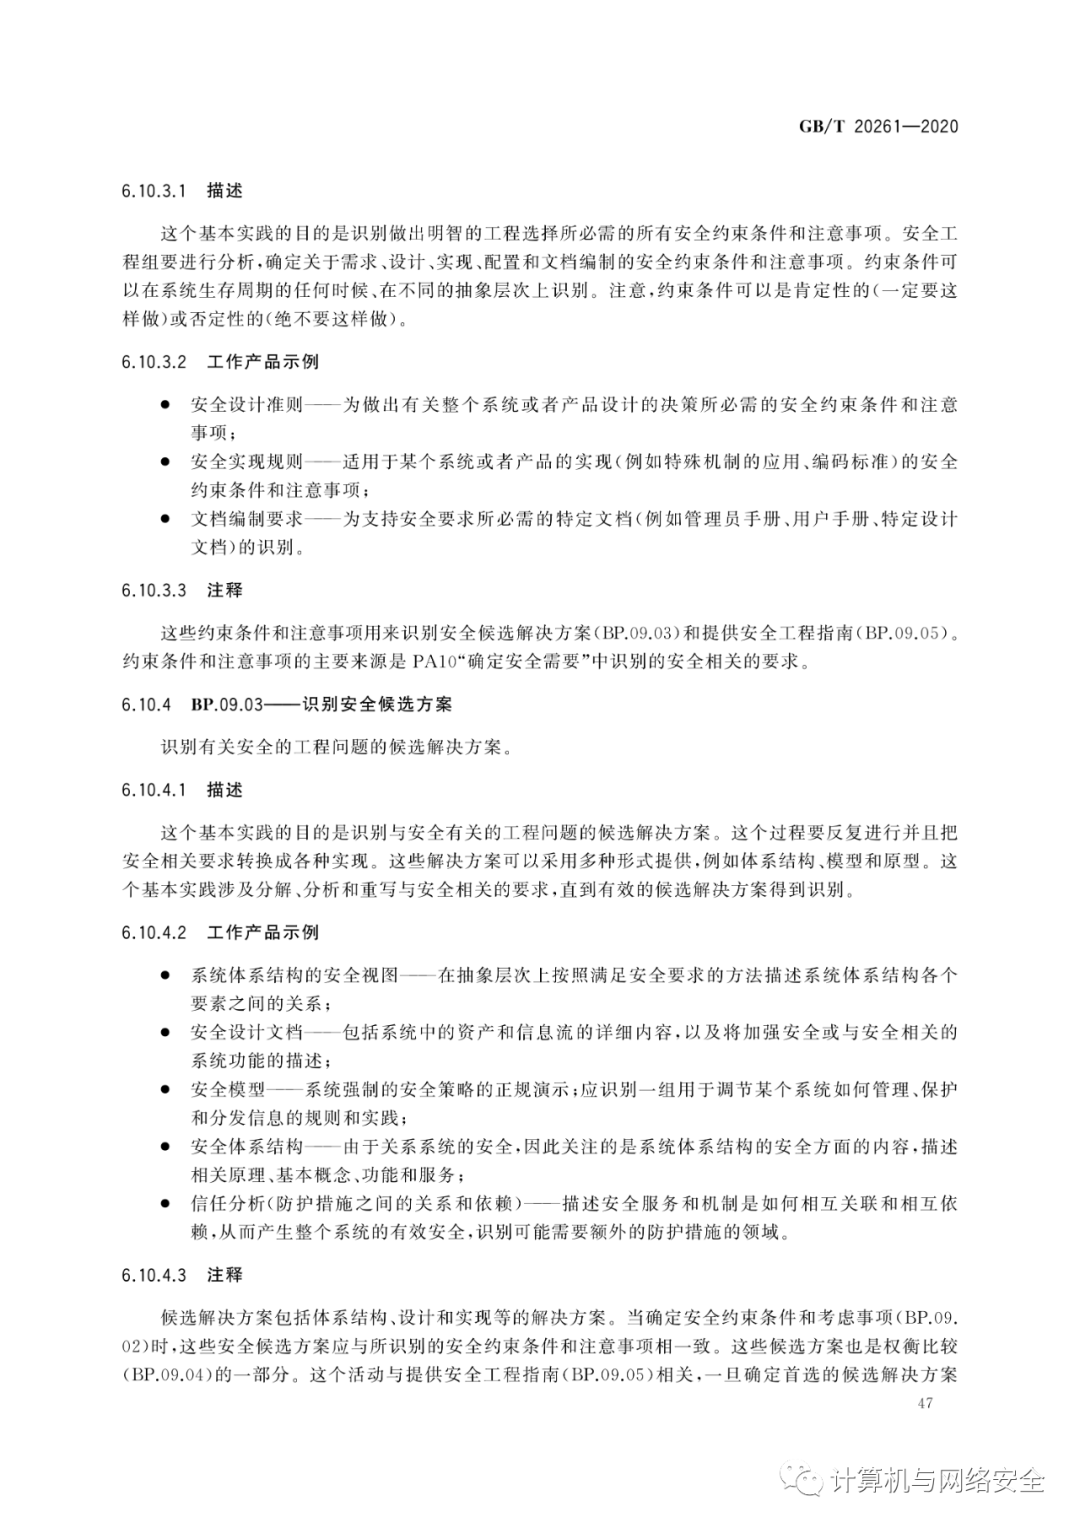 GB/T 20261—2020
6.10.3.1 描述
这个基本实践的目的是识别做出明智的工程选择所必需的所有安全约束条件和注意事项。安全工
程组要进行分析,确定关于需求、设计、实现、配置和文档编制的安全约束条件和注意事项。约束条件可
以在系统生存周期的任何时候、在不同的抽象层次上识别。注意,约束条件可以是肯定性的(一定要这
样做)或否定性的(绝不要这样做)。
6.10.3.2 工作产品示例
● 安全设计准则——为做出有关整个系统或者产品设计的决策所必需的安全约束条件和注意
事项;
● 安全实现规则——适用于某个系统或者产品的实现(例如特殊机制的应用、编码标准)的安全
约束条件和注意事项;
● 文档编制要求——为支持安全要求所必需的特定文档(例如管理员手册、用户手册、特定设计
文档)的识别。
6.10.3.3 注释
这些约束条件和注意事项用来识别安全候选解决方案(BP.09.03)和提供安全工程指南(BP.09.05)。
约束条件和注意事项的主要来源是 PA10“确定安全需要”中识别的安全相关的要求。
6.10.4 BP.09.03——识别安全候选方案
识别有关安全的工程问题的候选解决方案。
6.10.4.1 描述
这个基本实践的目的是识别与安全有关的工程问题的候选解决方案。这个过程要反复进行并且把
安全相关要求转换成各种实现。这些解决方案可以采用多种形式提供,例如体系结构、模型和原型。这
个基本实践涉及分解、分析和重写与安全相关的要求,直到有效的候选解决方案得到识别。
6.10.4.2 工作产品示例
● 系统体系结构的安全视图——在抽象层次上按照满足安全要求的方法描述系统体系结构各个
要素之间的关系;
● 安全设计文档——包括系统中的资产和信息流的详细内容,以及将加强安全或与安全相关的
系统功能的描述;
● 安全模型——系统强制的安全策略的正规演示;应识别一组用于调节某个系统如何管理、保护
和分发信息的规则和实践;
● 安全体系结构——由于关系系统的安全,因此关注的是系统体系结构的安全方面的内容,描述
相关原理、基本概念、功能和服务;
● 信任分析(防护措施之间的关系和依赖)——描述安全服务和机制是如何相互关联和相互依
赖,从而产生整个系统的有效安全,识别可能需要额外的防护措施的领域。
6.10.4.3 注释
候选解决方案包括体系结构、设计和实现等的解决方案。当确定安全约束条件和考虑事项(BP.09.
02)时,这些安全候选方案应与所识别的安全约束条件和注意事项相一致。这些候选方案也是权衡比较
(BP.09.04)的一部分。这个活动与提供安全工程指南(BP.09.05)相关,一旦确定首选的候选解决方案
47
计算机与网络安全